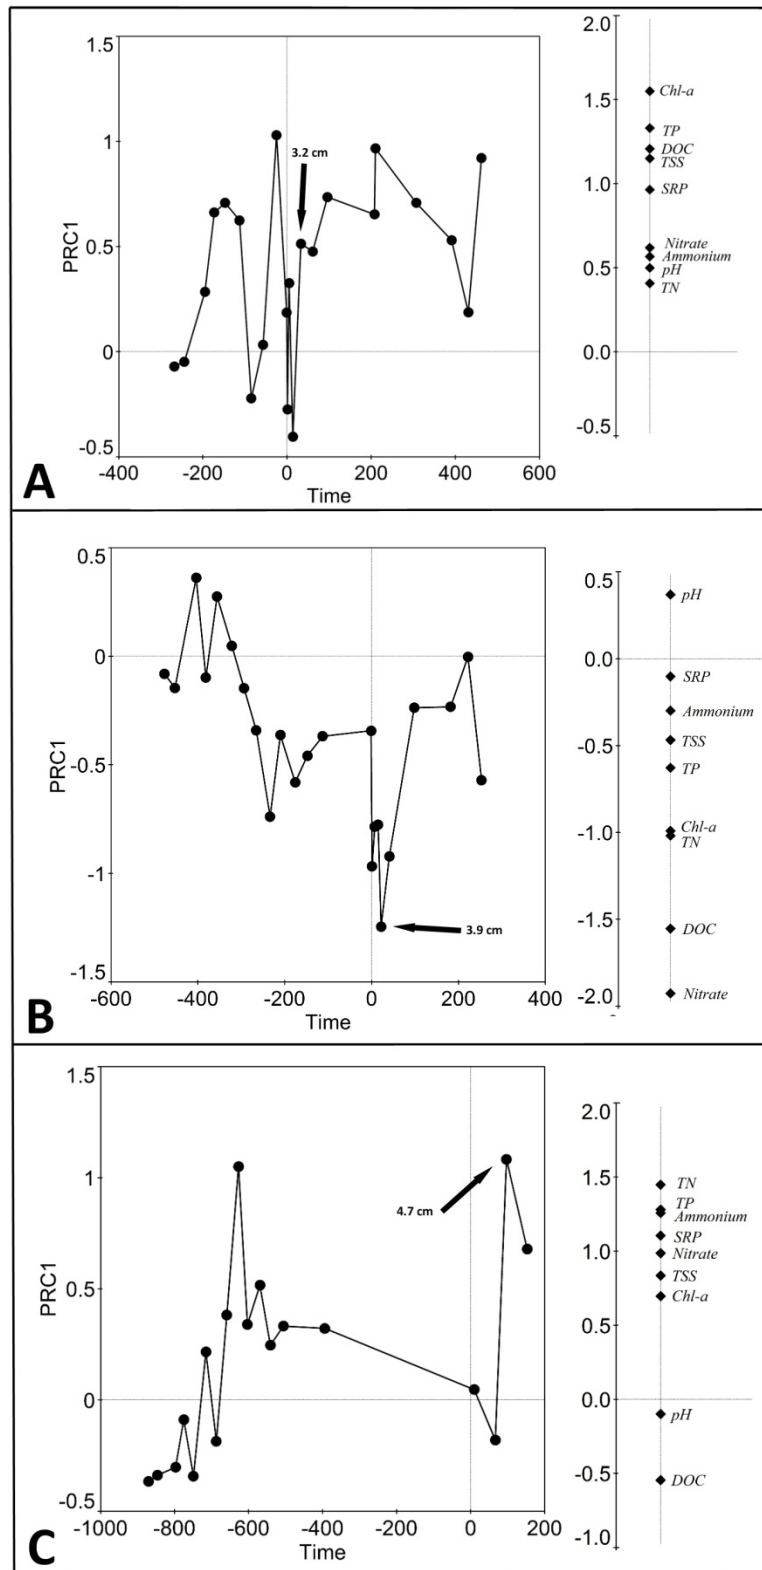 1.5
1
0.5
0
-0.5
PRC1
-400
-200
0
200
400
600
Time
3.2 cm
2.0
1.5
1.0
0.5
0.0
-0.5
Chl-a
TP
DOC
TSS
SRP
Nitrate
Ammonium
pH
TN
A
0.5
0
-0.5
-1
-1.5
PRC1
-600
-400
-200
0
200
400
Time
3.9 cm
0.5
0.0
-0.5
-1.0
-1.5
-2.0
pH
SRP
Ammonium
TSS
TP
Chl-a
TN
DOC
Nitrate
B
1.5
1
0.5
0
-0.5
PRC1
-1000
-800
-600
-400
-200
0
200
Time
4.7 cm
2.0
1.5
1.0
0.5
0.0
-0.5
-1.0
TN
TP
Ammonium
SRP
Nitrate
TSS
Chl-a
pH
DOC
C